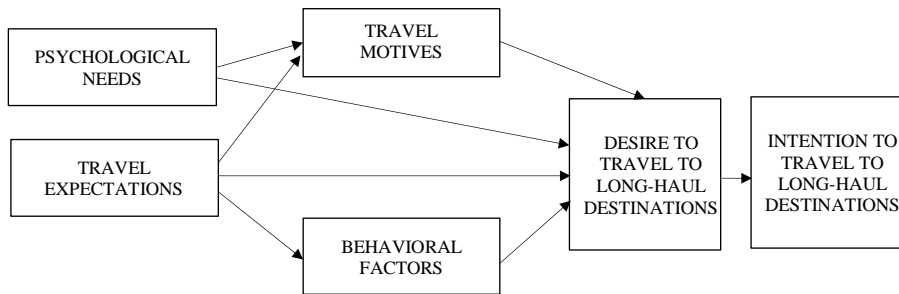 PSYCHOLOGICAL
NEEDS
TRAVEL
MOTIVES
TRAVEL
EXPECTATIONS
BEHAVIORAL
FACTORS
DESIRE TO
TRAVEL TO
LONG-HAUL
DESTINATIONS
INTENTION TO
TRAVEL TO
LONG-HAUL
DESTINATIONS